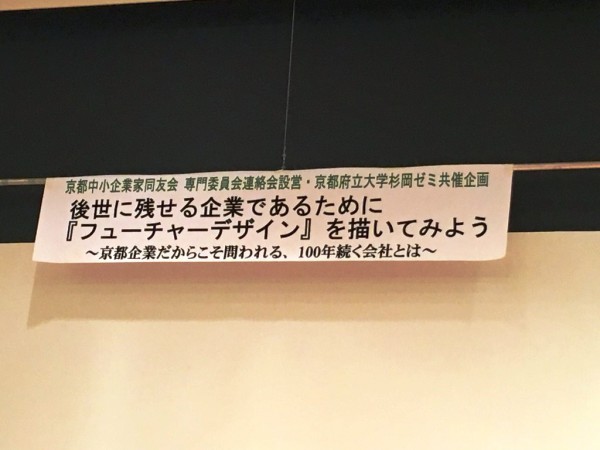 京都中小企業家同友会 専門委員会連絡会設営・京都府立大学杉岡ゼミ共催企画
後世に残せる企業であるために
『フューチャーデザイン』を描いてみよう
～京都企業だからこそ問われる、100年続く会社とは～